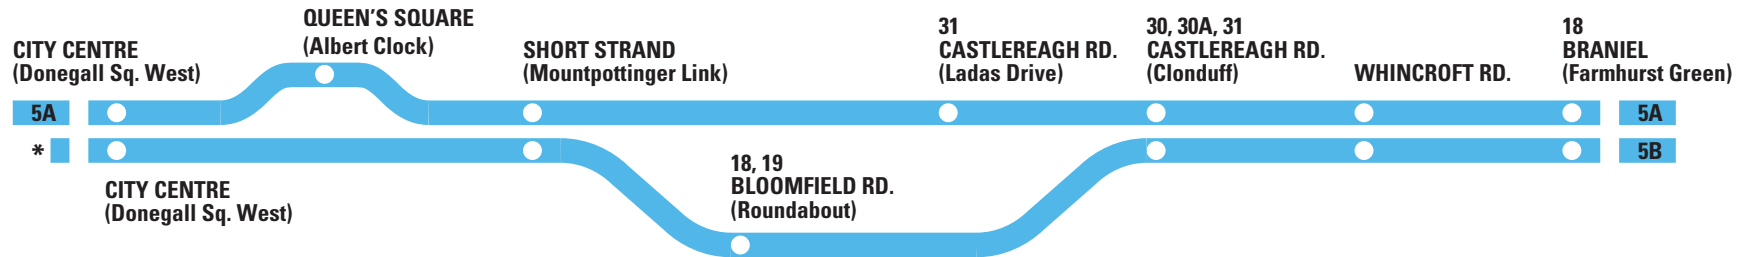 CITY CENTRE
(Donegall Sq. West)
QUEEN'S SQUARE
(Albert Clock)
SHORT STRAND
(Mountpottinger Link)
31
CASTLEREAGH RD.
(Ladas Drive)
30, 30A, 31
CASTLEREAGH RD.
(Clonduff)
WHINCROFT RD.
18
BRANIEL
(Farmhurst Green)
5A
5A
*
5B
CITY CENTRE
(Donegall Sq. West)
18, 19
BLOOMFIELD RD.
(Roundabout)